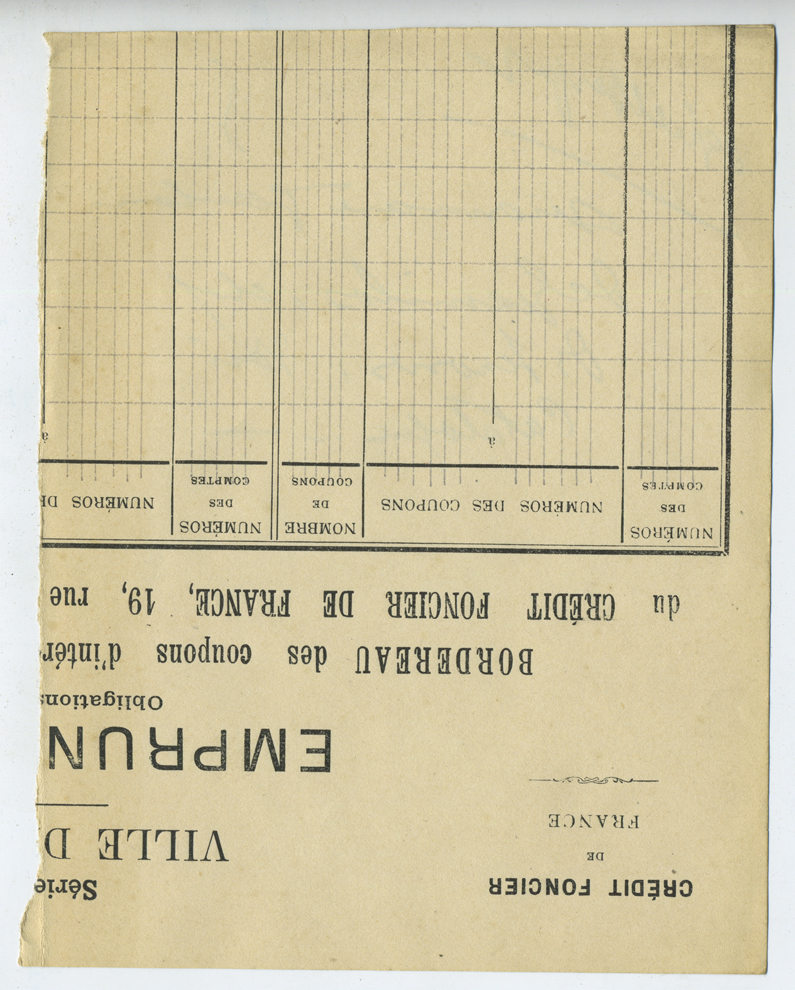 CRÉDIT FONCIER
DE
FRANCE
Série
VILLE D
EMPRUN
Obligations
BORDEREAU des coupons d'intér
du CRÉDIT FONCIER DE FRANCE, 19, rue
NUMÉROS
DES
COMPTES
NUMÉROS DES COUPONS
à
NOMBRE
DE
COUPONS
NUMÉROS
DES
COMPTES
NUMÉROS DE
à